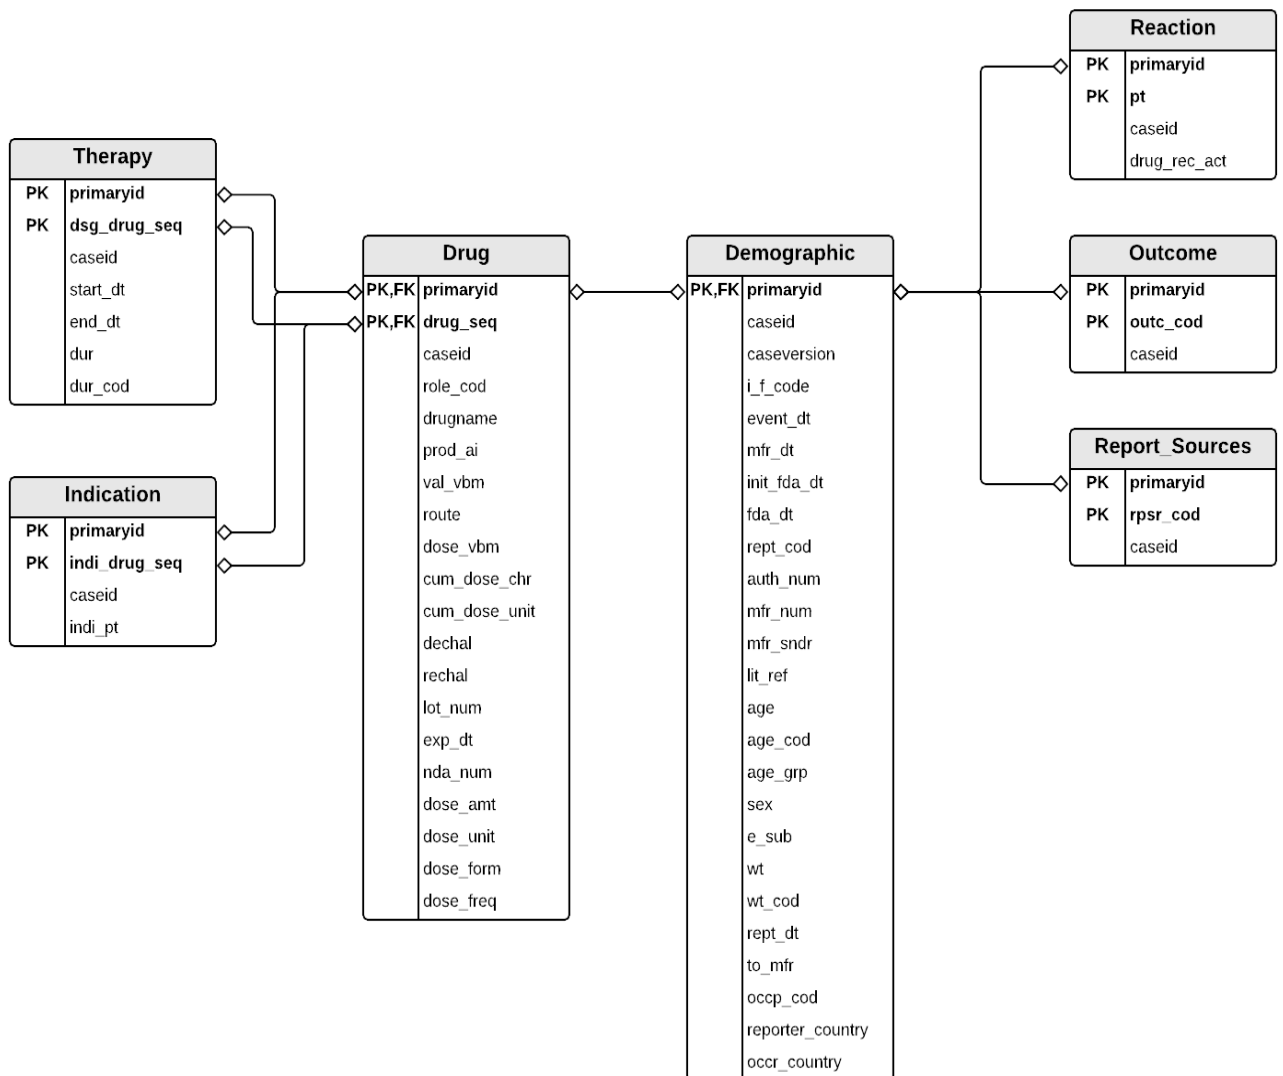 Therapy
PK primaryid
PK dsg_drug_seq
caseid
start_dt
end_dt
dur
dur_cod
Indication
PK primaryid
PK indi_drug_seq
caseid
indi_pt
Drug
PK,FK primaryid
PK,FK drug_seq
caseid
role_cod
drugname
prod_ai
val_vbm
route
dose_vbm
cum_dose_chr
cum_dose_unit
dechal
rechal
lot_num
exp_dt
nda_num
dose_amt
dose_unit
dose_form
dose_freq
Demographic
PK,FK primaryid
caseid
caseversion
i_f_code
event_dt
mfr_dt
init_fda_dt
fda_dt
rept_cod
auth_num
mfr_num
mfr_sndr
lit_ref
age
age_cod
age_grp
sex
e_sub
wt
wt_cod
rept_dt
to_mfr
occp_cod
reporter_country
occr_country
Reaction
PK primaryid
PK pt
caseid
drug_rec_act
Outcome
PK primaryid
PK outc_cod
caseid
Report_Sources
PK primaryid
PK rpsr_cod
caseid